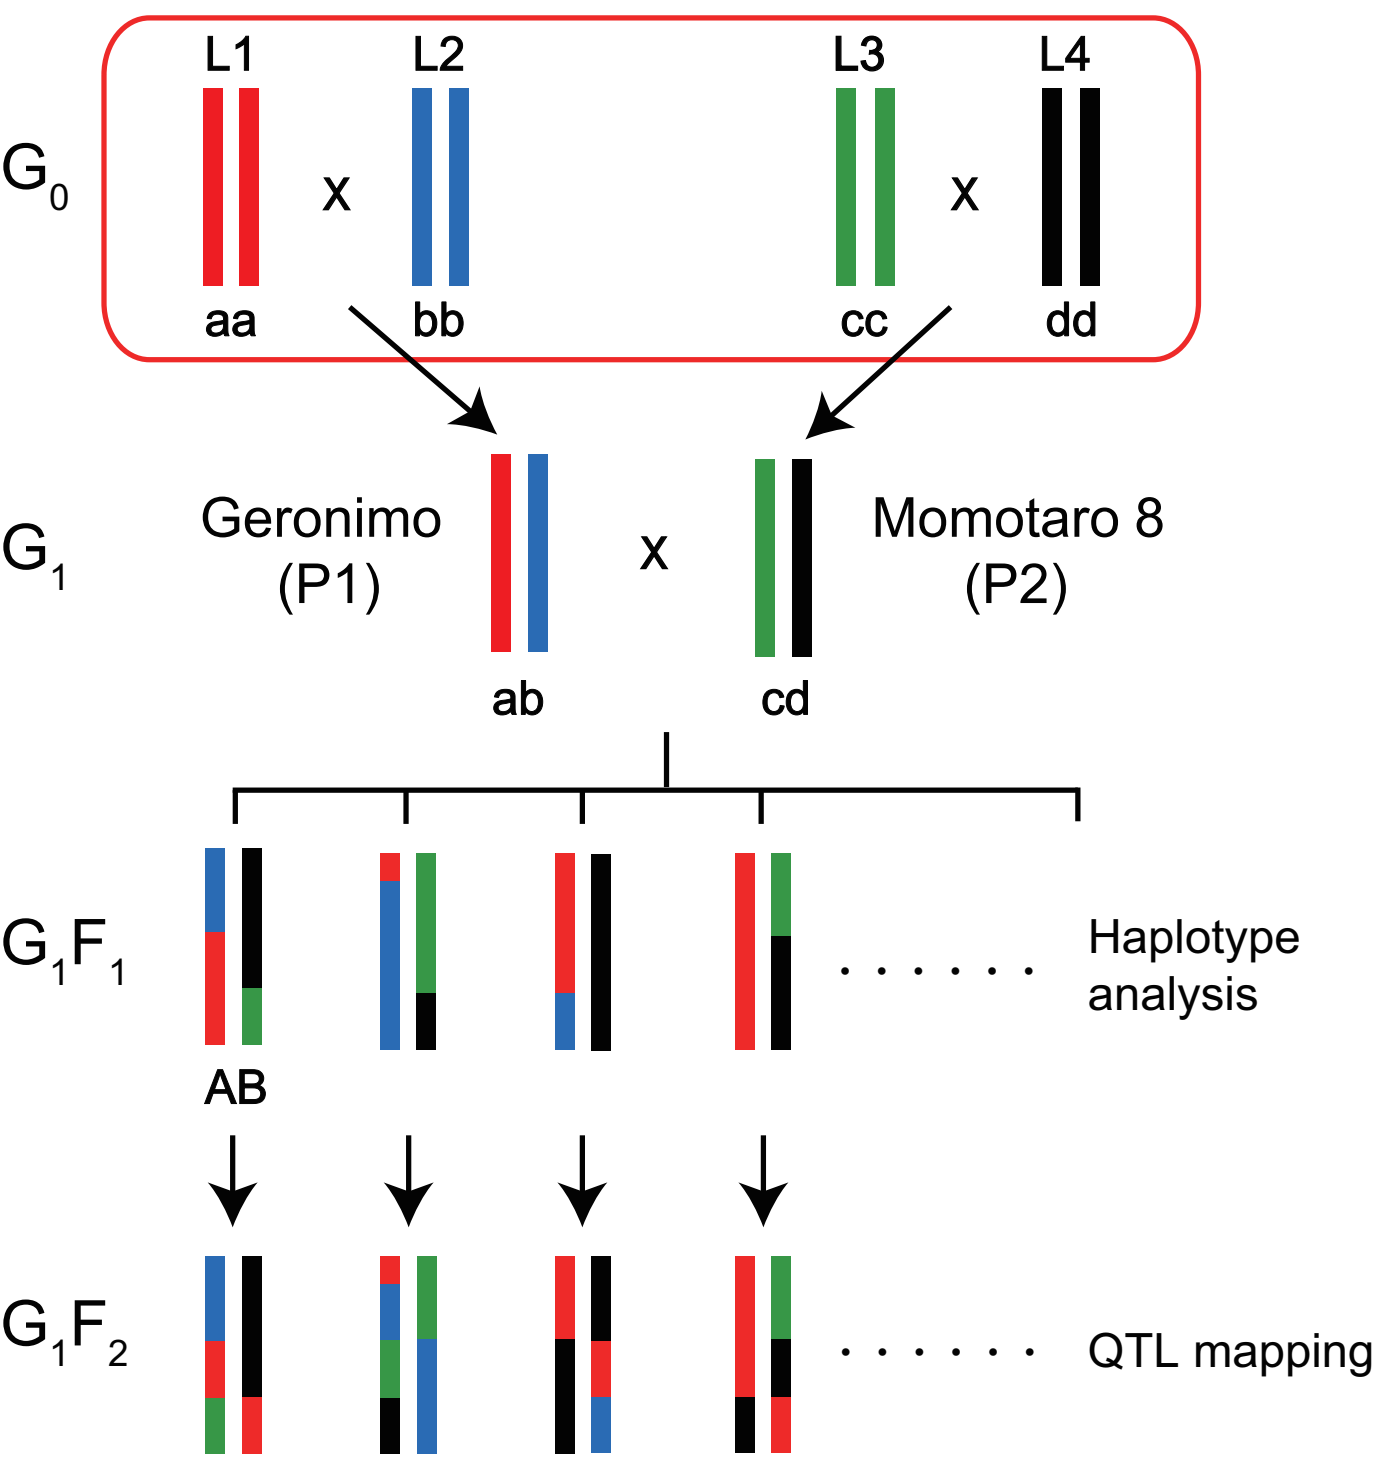 L1 L2 L3 L4
G0 x x
aa bb cc dd
Geronimo Momotaro 8
G1 x
(P1) (P2)
ab cd
G1F1
Haplotype
analysis
AB
G1F2
QTL mapping